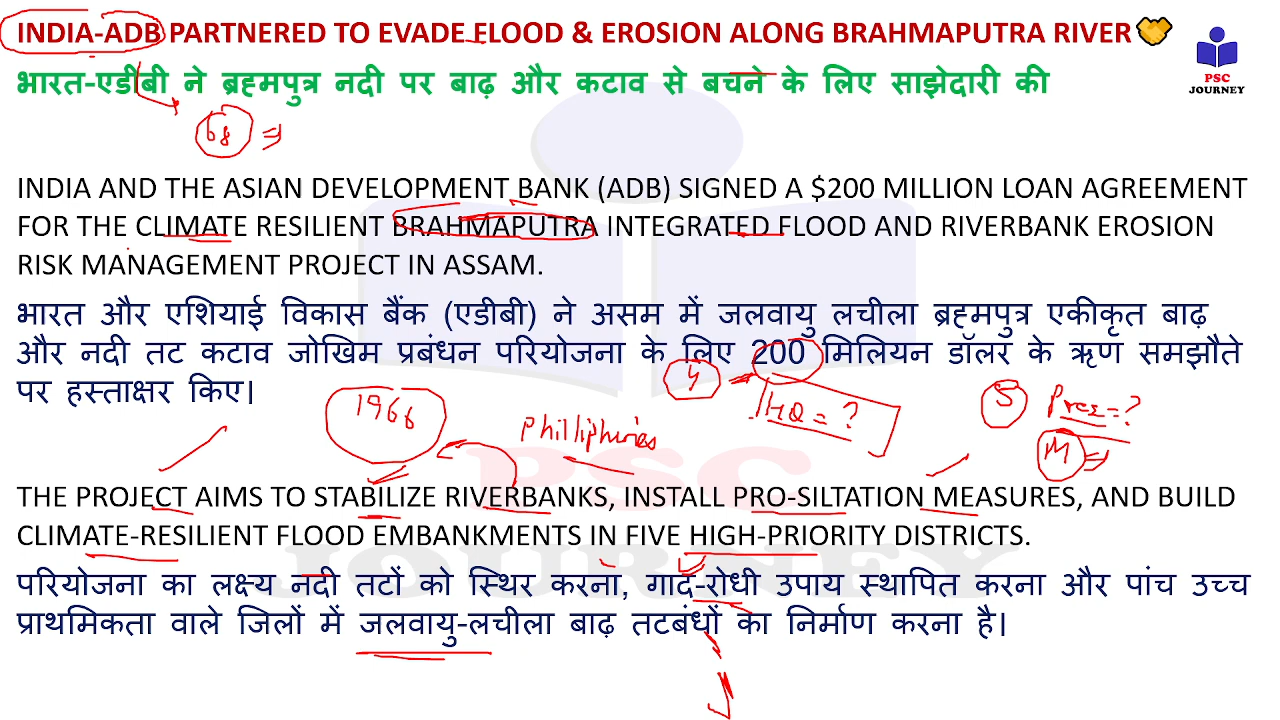 INDIA-ADB PARTNERED TO EVADE FLOOD & EROSION ALONG BRAHMAPUTRA RIVER
PSC
JOURNEY
भारत-एडीबी ने ब्रह्मपुत्र नदी पर बाढ़ और कटाव से बचने के लिए साझेदारी की
68
INDIA AND THE ASIAN DEVELOPMENT BANK (ADB) SIGNED A $200 MILLION LOAN AGREEMENT
FOR THE CLIMATE RESILIENT BRAHMAPUTRA INTEGRATED FLOOD AND RIVERBANK EROSION
RISK MANAGEMENT PROJECT IN ASSAM.
भारत और एशियाई विकास बैंक (एडीबी) ने असम में जलवायु लचीला ब्रह्मपुत्र एकीकृत बाढ़
और नदी तट कटाव जोखिम प्रबंधन परियोजना के लिए 200 मिलियन डॉलर के ऋण समझौते
पर हस्ताक्षर किए।
1966
Philliphines
HQ = ?
S
Prez = ?
M
PSC
JOURNEY
THE PROJECT AIMS TO STABILIZE RIVERBANKS, INSTALL PRO-SILTATION MEASURES, AND BUILD
CLIMATE-RESILIENT FLOOD EMBANKMENTS IN FIVE HIGH-PRIORITY DISTRICTS.
परियोजना का लक्ष्य नदी तटों को स्थिर करना, गाद-रोधी उपाय स्थापित करना और पांच उच्च
प्राथमिकता वाले जिलों में जलवायु-लचीला बाढ़ तटबंधों का निर्माण करना है।